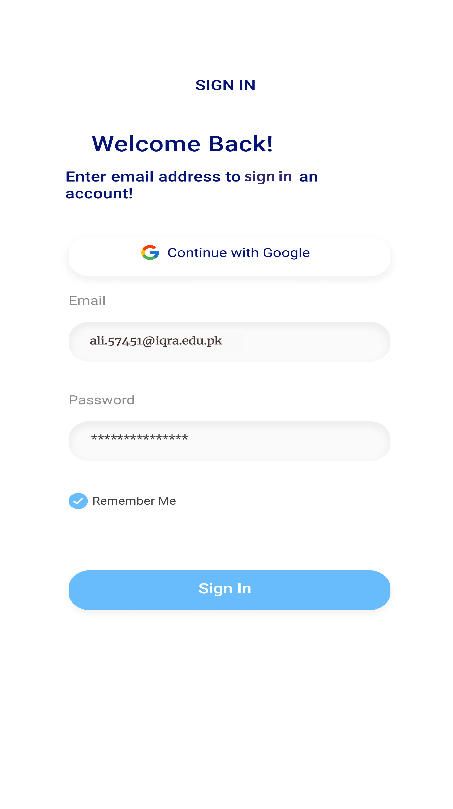 SIGN IN
Welcome Back!
Enter email address to sign in an
account!
Continue with Google
Email
ali.57451@iqra.edu.pk
Password
***************
Remember Me
Sign In